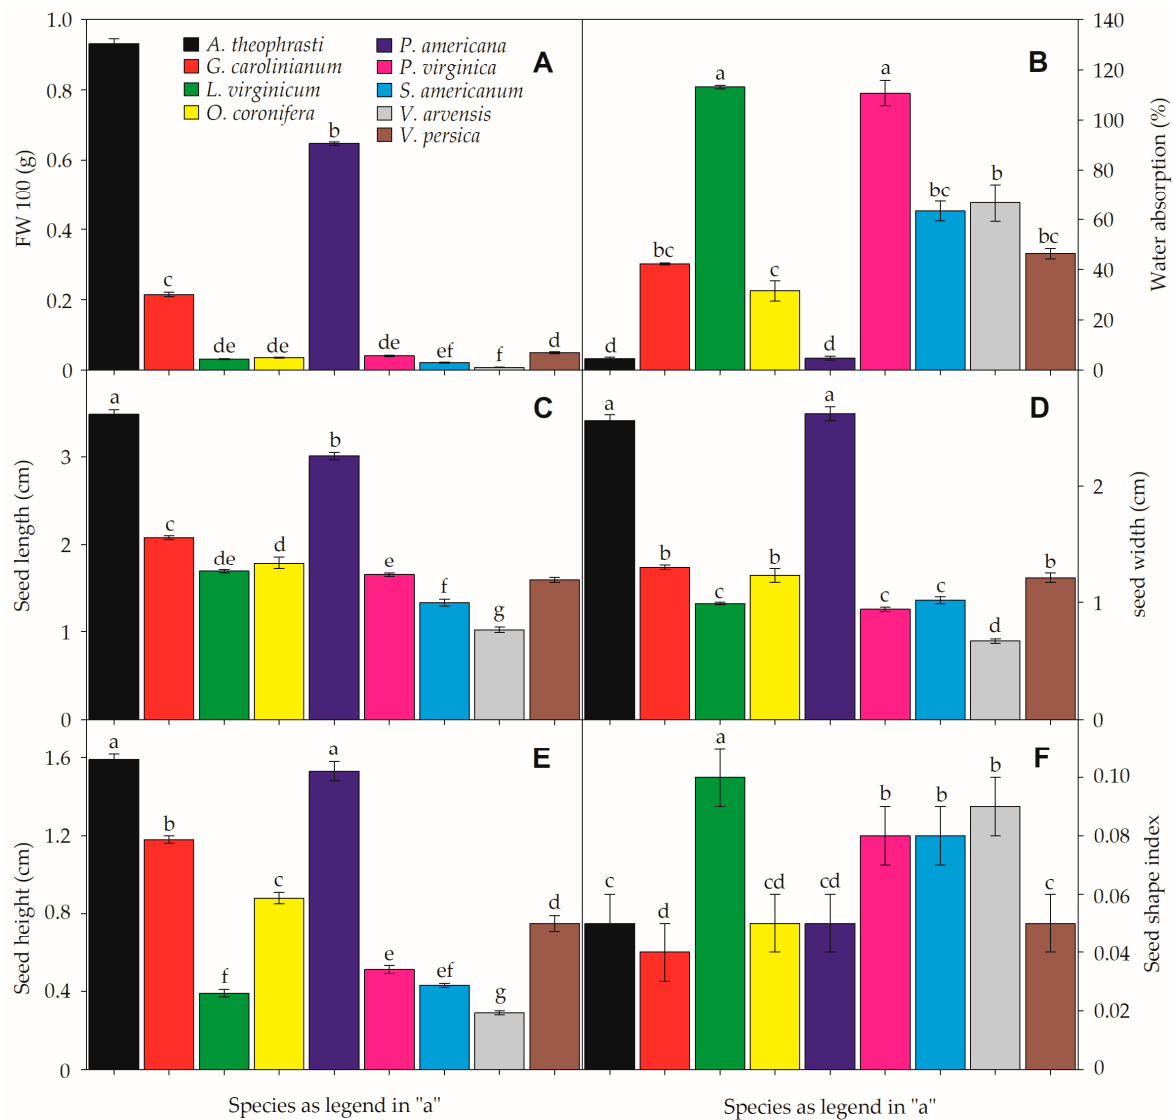 1.0
0.8
0.6
0.4
0.2
0
FW 100 (g)
A. theophrasti
G. carolinianum
L. virginicum
O. coronifera
P. americana
P. virginica
S. americanum
V. arvensis
V. persica
A
c
de
de
b
de
ef
f
d
B
d
bc
a
c
d
a
bc
b
bc
140
120
100
80
60
40
20
0
Water absorption (%)
3
2
1
0
Seed length (cm)
C
a
c
de
d
b
e
f
g
D
a
b
c
b
a
c
c
d
b
2
1
0
seed width (cm)
1.6
1.2
0.8
0.4
0
Seed height (cm)
E
a
b
f
c
a
e
ef
g
d
F
c
d
a
cd
cd
b
b
b
c
0.10
0.08
0.06
0.04
0.02
0
Seed shape index
Species as legend in "a"
Species as legend in "a"